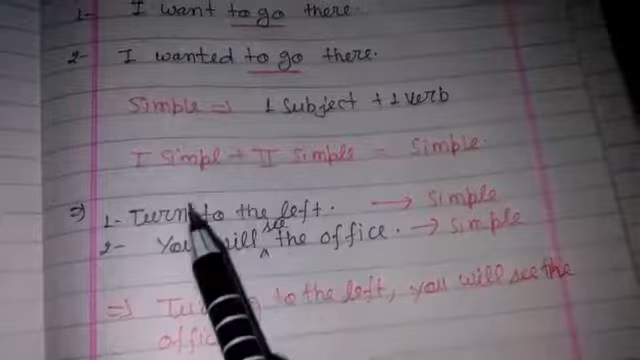 1- I want to go there.
2- I wanted to go there.
Simple => 1 Subject + 1 verb
I simpl + II simple = simple.
=> 1- Turn to the left. → simple
2- You will see the office. → simple
=> to the left, you will see the